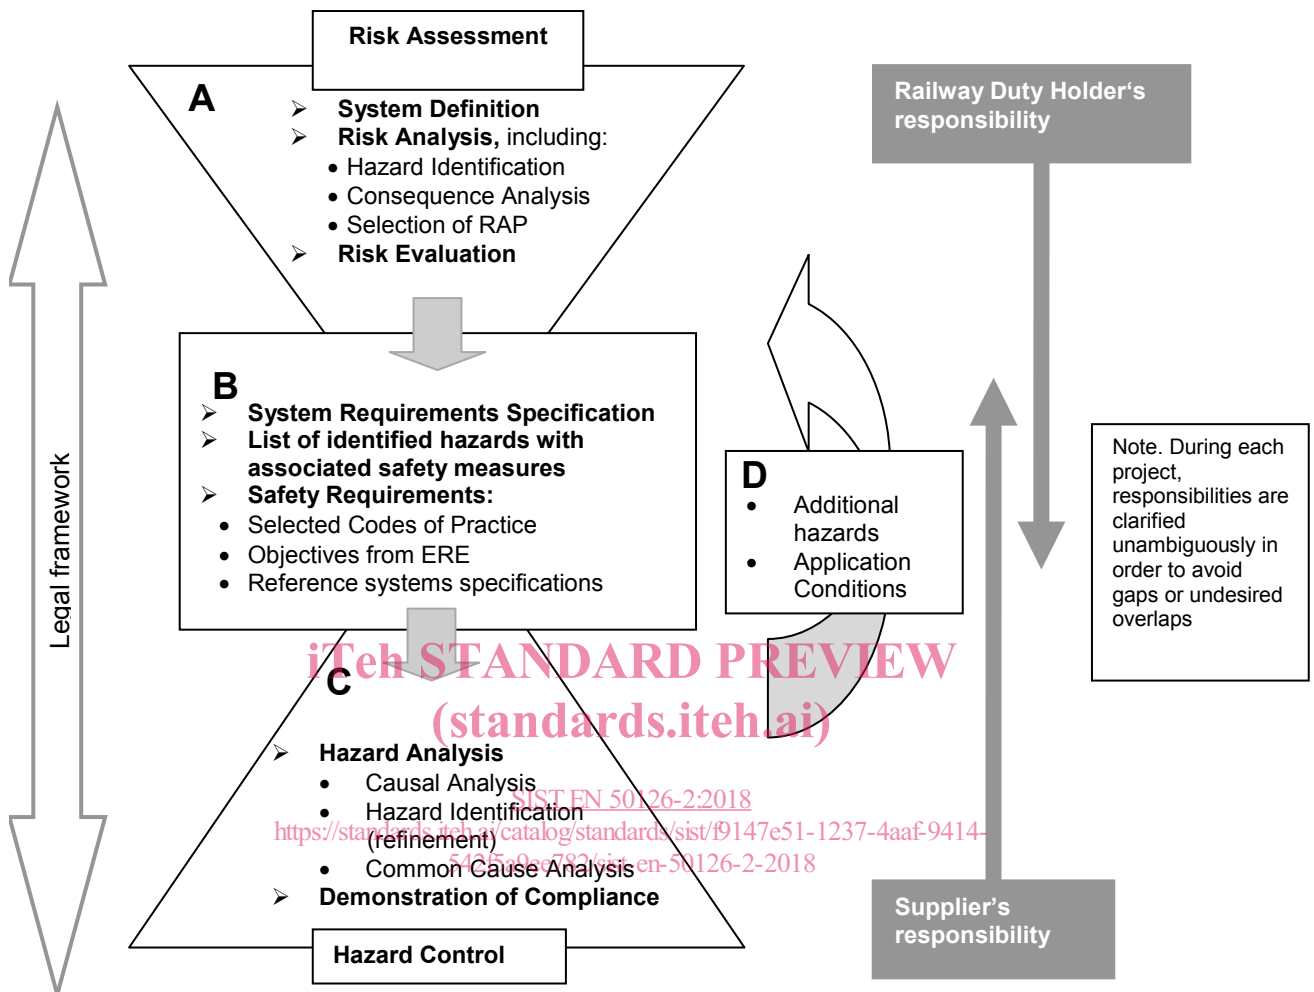 Risk Assessment
A
➢ System Definition
➢ Risk Analysis, including:
• Hazard Identification
• Consequence Analysis
• Selection of RAP
➢ Risk Evaluation
Railway Duty Holder‘s
responsibility
Legal framework
B
➢ System Requirements Specification
➢ List of identified hazards with
associated safety measures
➢ Safety Requirements:
• Selected Codes of Practice
• Objectives from ERE
• Reference systems specifications
D
• Additional
hazards
• Application
Conditions
Note. During each
project,
responsibilities are
clarified
unambiguously in
order to avoid
gaps or undesired
overlaps
iTeh STANDARD PREVIEW
(standards.iteh.ai)
C
➢ Hazard Analysis
• Causal Analysis
• Hazard Identification
(refinement)
• Common Cause Analysis
➢ Demonstration of Compliance
SIST EN 50126-2:2018
https://standards.iteh.ai/catalog/standards/sist/f9147e51-1237-4aaf-9414-
542f5a9ee782/sist-en-50126-2-2018
Hazard Control
Supplier’s
responsibility